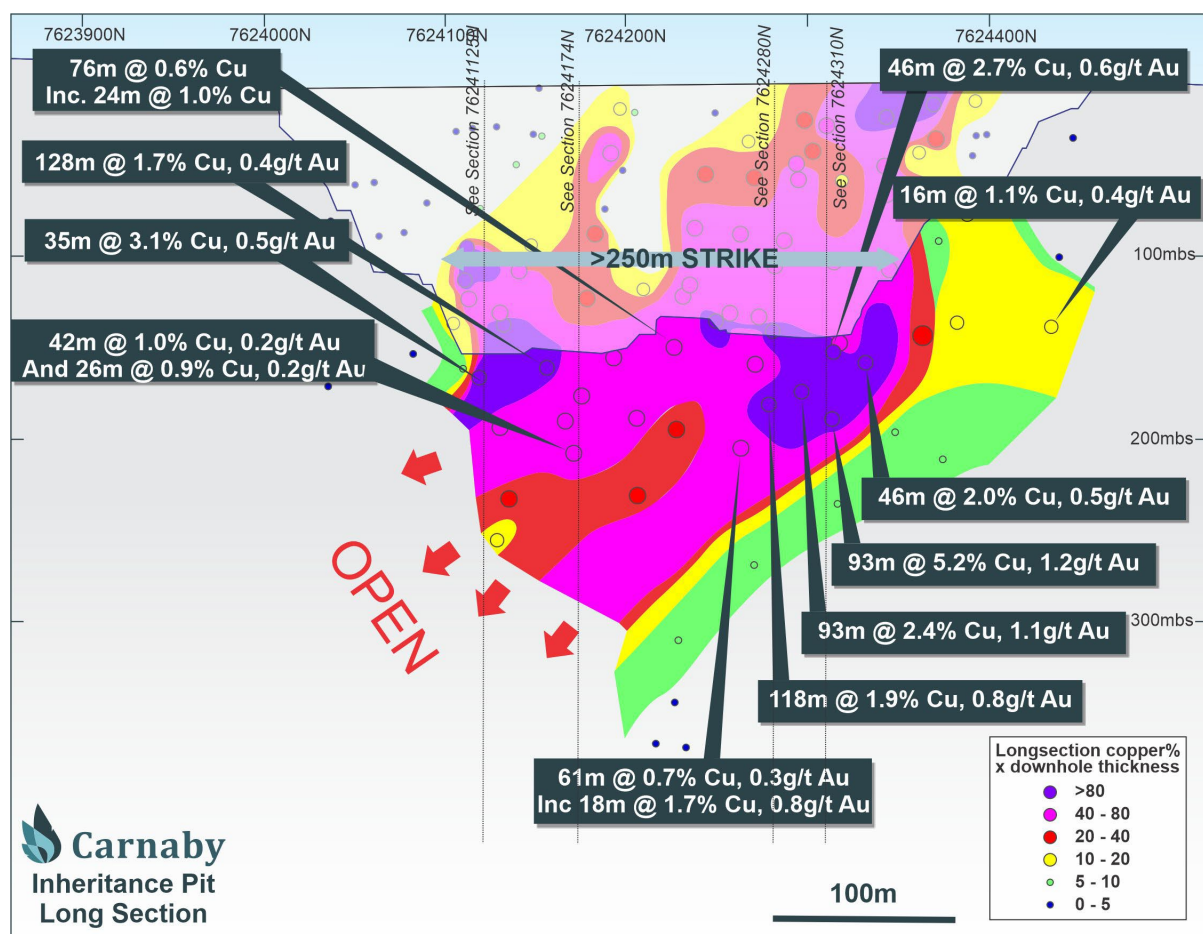 7623900N
7624000N
7624100N
7624200N
7624400N
See Section 76241125N
See Section 7624174N
See Section 7624280N
See Section 7624310N
76m @ 0.6% Cu
Inc. 24m @ 1.0% Cu
128m @ 1.7% Cu, 0.4g/t Au
35m @ 3.1% Cu, 0.5g/t Au
42m @ 1.0% Cu, 0.2g/t Au
And 26m @ 0.9% Cu, 0.2g/t Au
46m @ 2.7% Cu, 0.6g/t Au
16m @ 1.1% Cu, 0.4g/t Au
>250m STRIKE
100mbs
200mbs
300mbs
46m @ 2.0% Cu, 0.5g/t Au
93m @ 5.2% Cu, 1.2g/t Au
93m @ 2.4% Cu, 1.1g/t Au
118m @ 1.9% Cu, 0.8g/t Au
61m @ 0.7% Cu, 0.3g/t Au
Inc 18m @ 1.7% Cu, 0.8g/t Au
OPEN
Carnaby
Inheritance Pit
Long Section
100m
Longsection copper%
x downhole thickness
>80
40 - 80
20 - 40
10 - 20
5 - 10
0 - 5